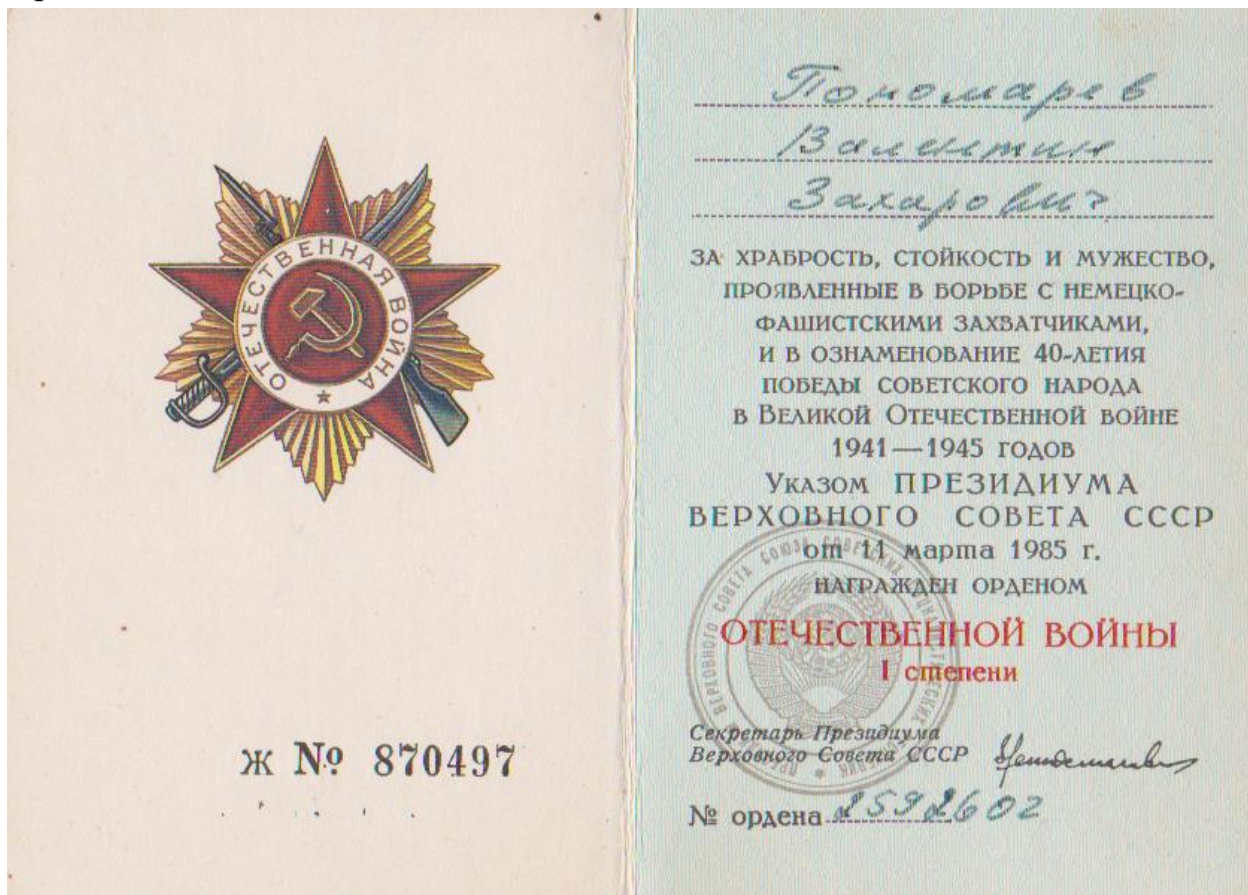 ОТЕЧЕСТВЕННАЯ ВОЙНА
Ж № 870497
Пономарев
Валентин
Захарович
ЗА ХРАБРОСТЬ, СТОЙКОСТЬ И МУЖЕСТВО,
ПРОЯВЛЕННЫЕ В БОРЬБЕ С НЕМЕЦКО-
ФАШИСТСКИМИ ЗАХВАТЧИКАМИ,
И В ОЗНАМЕНОВАНИЕ 40-ЛЕТИЯ
ПОБЕДЫ СОВЕТСКОГО НАРОДА
В ВЕЛИКОЙ ОТЕЧЕСТВЕННОЙ ВОЙНЕ
1941—1945 ГОДОВ
УКАЗОМ ПРЕЗИДИУМА
ВЕРХОВНОГО СОВЕТА СССР
от 11 марта 1985 г.
НАГРАЖДЕН ОРДЕНОМ
ОТЕЧЕСТВЕННОЙ ВОЙНЫ
I степени
Секретарь Президиума
Верховного Совета СССР
№ ордена 2592602